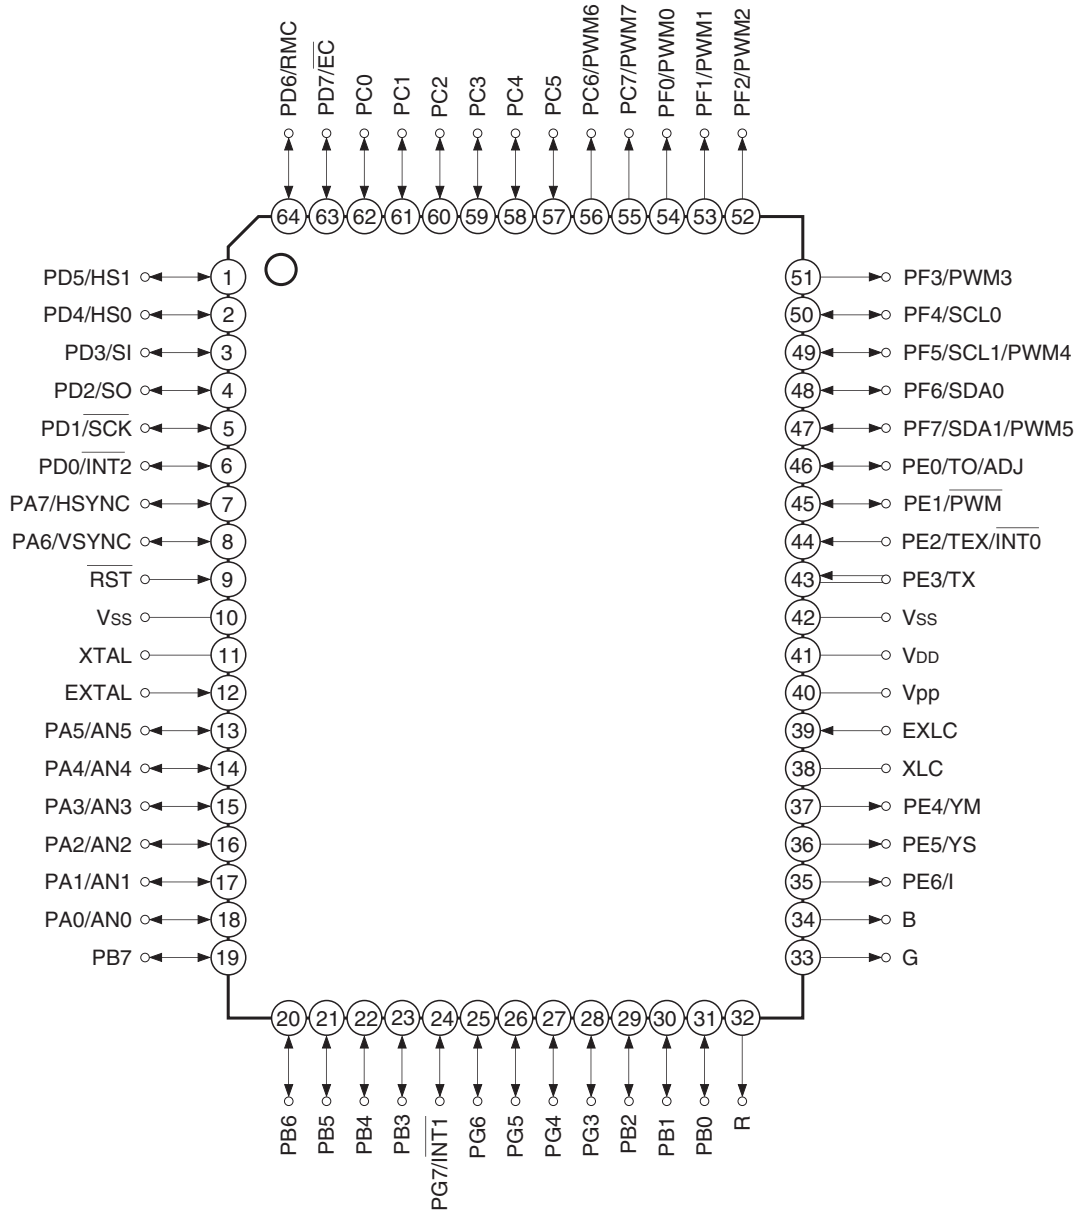 PD6/RMC
PD7/EC
PC0
PC1
PC2
PC3
PC4
PC5
PC6/PWM6
PC7/PWM7
PF0/PWM0
PF1/PWM1
PF2/PWM2
64 63 62 61 60 59 58 57 56 55 54 53 52
PD5/HS1 1
PD4/HS0 2
PD3/SI 3
PD2/SO 4
PD1/SCK 5
PD0/INT2 6
PA7/HSYNC 7
PA6/VSYNC 8
RST 9
Vss 10
XTAL 11
EXTAL 12
PA5/AN5 13
PA4/AN4 14
PA3/AN3 15
PA2/AN2 16
PA1/AN1 17
PA0/AN0 18
PB7 19
51 PF3/PWM3
50 PF4/SCL0
49 PF5/SCL1/PWM4
48 PF6/SDA0
47 PF7/SDA1/PWM5
46 PE0/TO/ADJ
45 PE1/PWM
44 PE2/TEX/INT0
43 PE3/TX
42 Vss
41 VDD
40 Vpp
39 EXLC
38 XLC
37 PE4/YM
36 PE5/YS
35 PE6/I
34 B
33 G
20 21 22 23 24 25 26 27 28 29 30 31 32
PB6
PB5
PB4
PB3
PG7/INT1
PG6
PG5
PG4
PG3
PB2
PB1
PB0
R